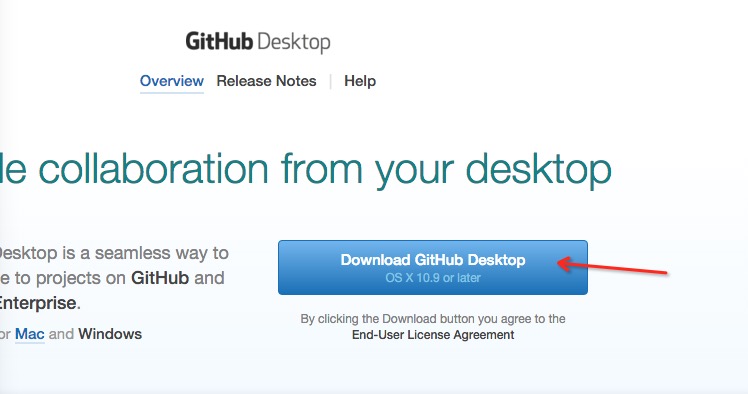 GitHub Desktop
Overview Release Notes | Help
le collaboration from your desktop
Desktop is a seamless way to
e to projects on GitHub and
Enterprise.
or Mac and Windows
Download GitHub Desktop
OS X 10.9 or later
By clicking the Download button you agree to the
End-User License Agreement